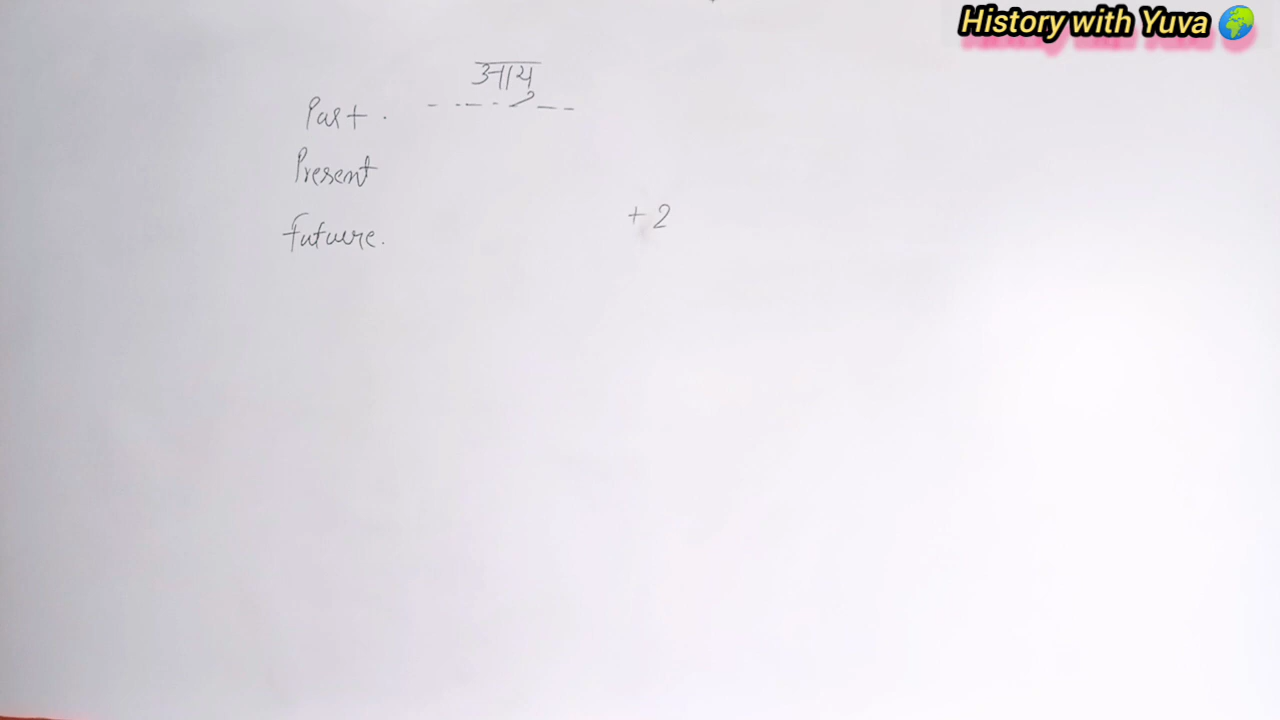 History with Yuva 🌍
आयु
Past.
Present
Future.
+2